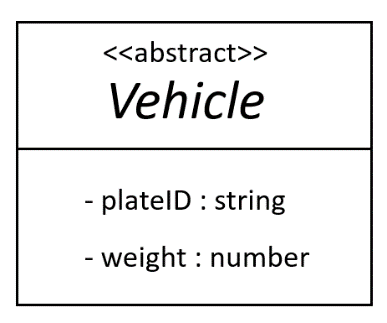 <<abstract>>
Vehicle
- plateID : string
- weight : number